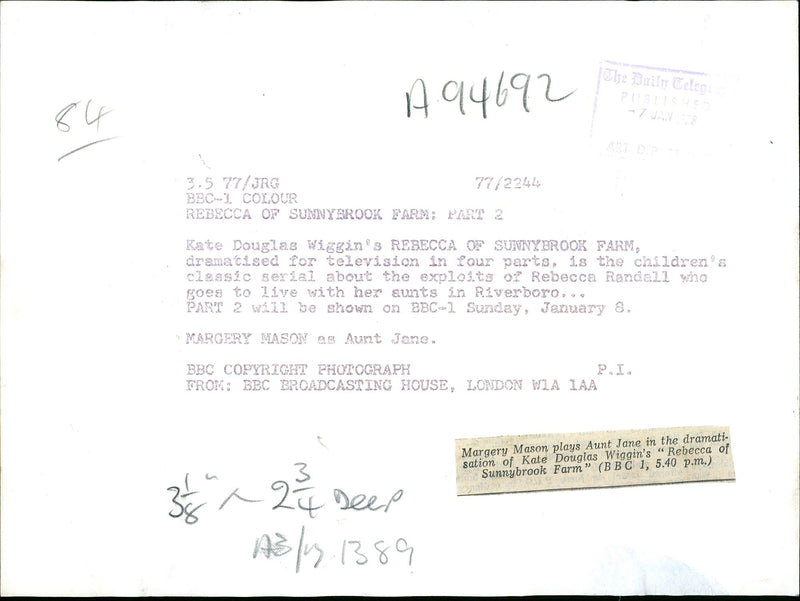 A94692
84
The Daily Telegraph
PUBLISHED
-7 JAN 1978
ART
3.5 77/JRG 77/2244
BBC-1 COLOUR
REBECCA OF SUNNYBROOK FARM: PART 2
Kate Douglas Wiggin's REBECCA OF SUNNYBROOK FARM,
dramatised for television in four parts, is the children's
classic serial about the exploits of Rebecca Randall who
goes to live with her aunts in Riverboro...
PART 2 will be shown on BBC-1 Sunday, January 8.
MARGERY MASON as Aunt Jane.
BBC COPYRIGHT PHOTOGRAPH P.I.
FROM: BBC BROADCASTING HOUSE, LONDON W1A 1AA
Margery Mason plays Aunt Jane in the dramati-
sation of Kate Douglas Wiggin's "Rebecca of
Sunnybrook Farm" (BBC 1, 5.40 p.m.)
3 1/8" 2 3/4 Deep
1389